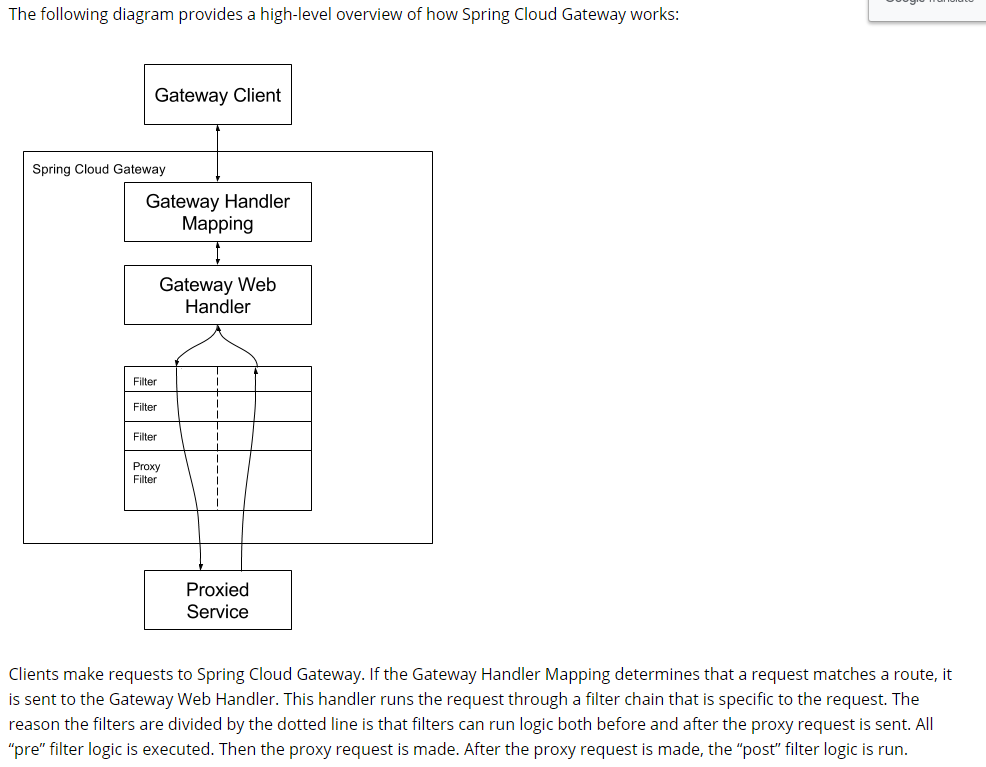 The following diagram provides a high-level overview of how Spring Cloud Gateway works:
Gateway Client
Spring Cloud Gateway
Gateway Handler
Mapping
Gateway Web
Handler
Filter
Filter
Filter
Proxy
Filter
Proxied
Service
Clients make requests to Spring Cloud Gateway. If the Gateway Handler Mapping determines that a request matches a route, it
is sent to the Gateway Web Handler. This handler runs the request through a filter chain that is specific to the request. The
reason the filters are divided by the dotted line is that filters can run logic both before and after the proxy request is sent. All
“pre” filter logic is executed. Then the proxy request is made. After the proxy request is made, the “post” filter logic is run.